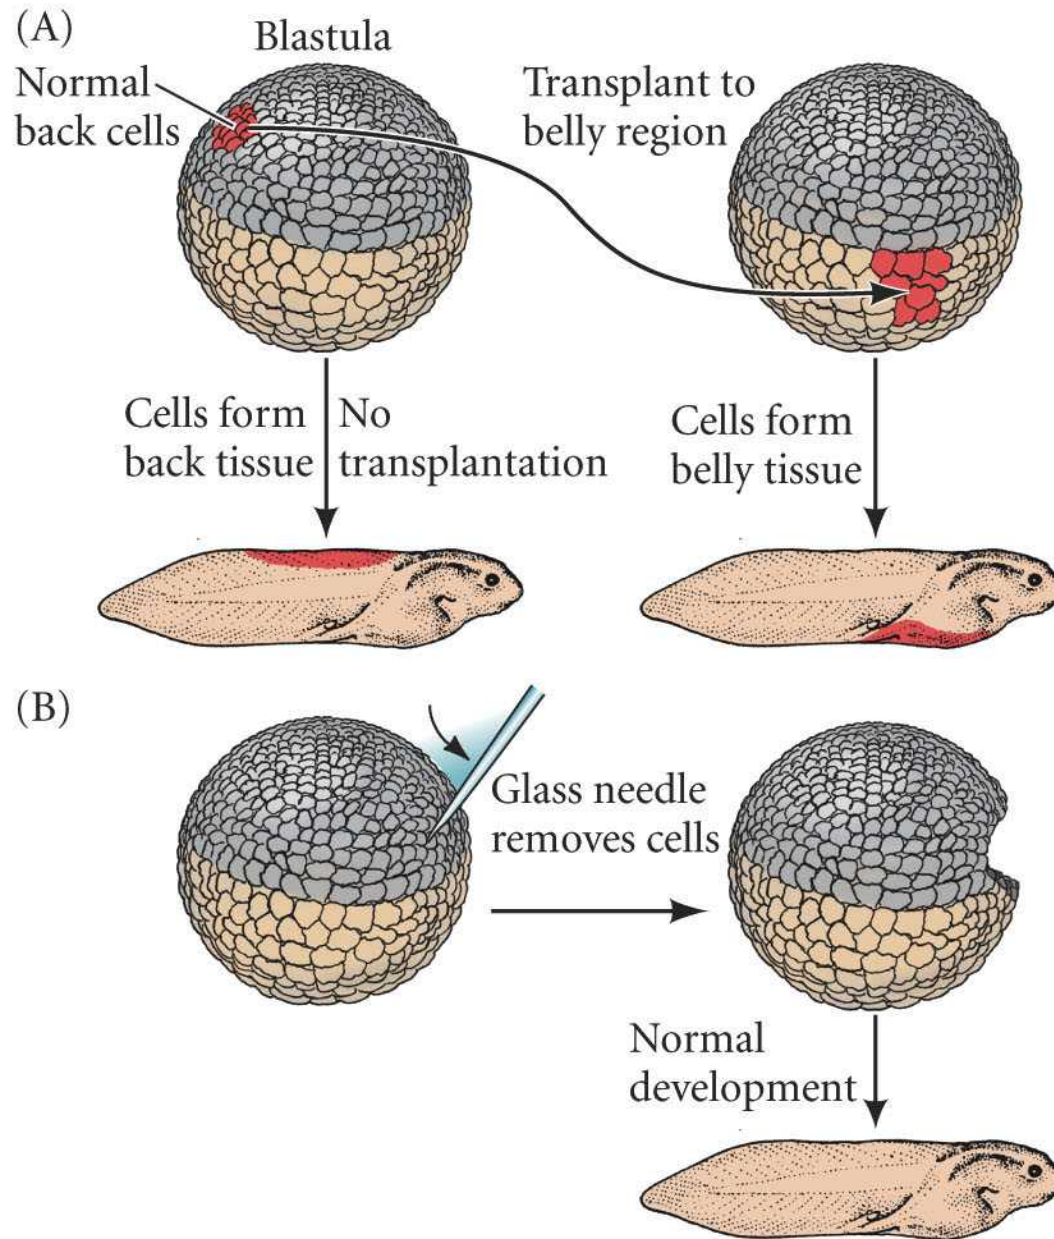 (A)
Blastula
Normal
back cells
Transplant to
belly region
Cells form
back tissue
No
transplantation
Cells form
belly tissue
(B)
Glass needle
removes cells
Normal
development